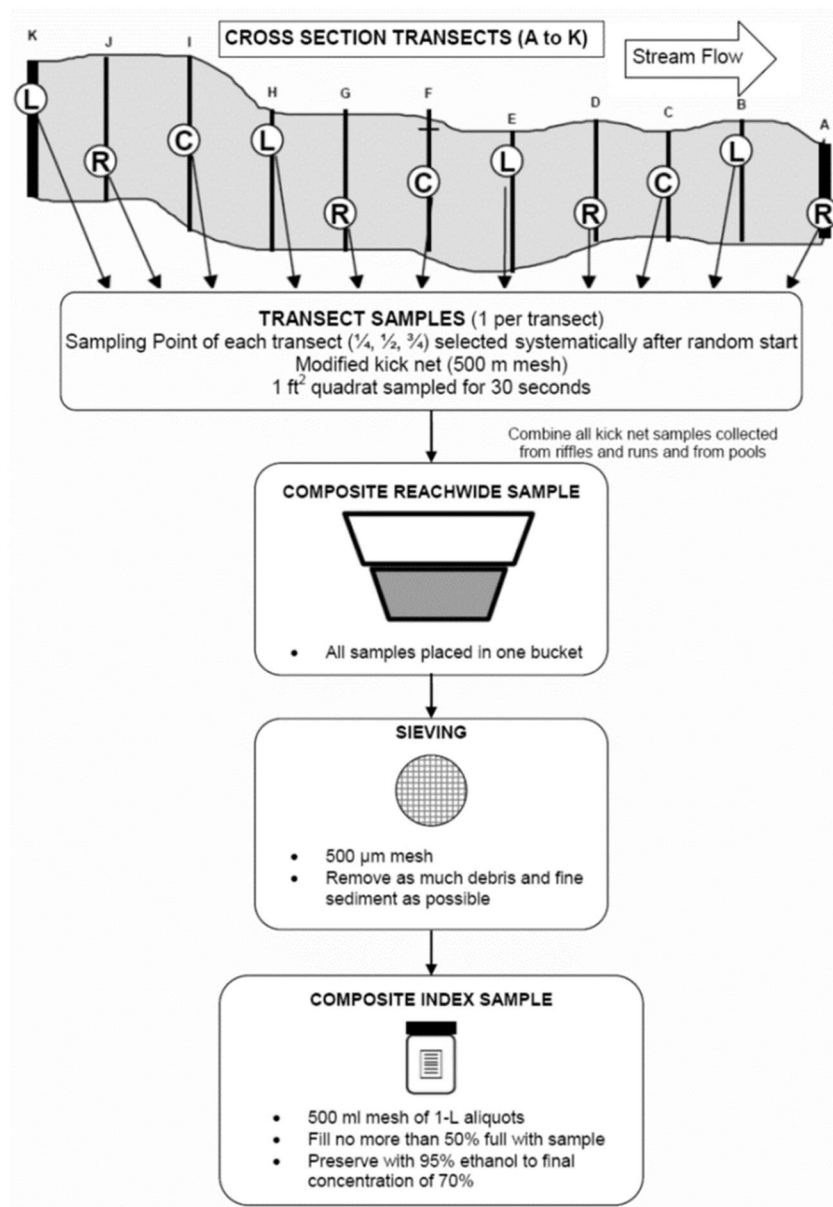 CROSS SECTION TRANSECTS (A to K)
Stream Flow
K
J
I
H
G
F
E
D
C
B
A
L
R
C
L
R
C
L
R
C
L
R
TRANSECT SAMPLES (1 per transect)
Sampling Point of each transect (¼, ½, ¾) selected systematically after random start
Modified kick net (500 m mesh)
1 ft² quadrat sampled for 30 seconds
Combine all kick net samples collected
from riffles and runs and from pools
COMPOSITE REACHWIDE SAMPLE
• All samples placed in one bucket
SIEVING
• 500 µm mesh
• Remove as much debris and fine
sediment as possible
COMPOSITE INDEX SAMPLE
• 500 ml mesh of 1-L aliquots
• Fill no more than 50% full with sample
• Preserve with 95% ethanol to final
concentration of 70%